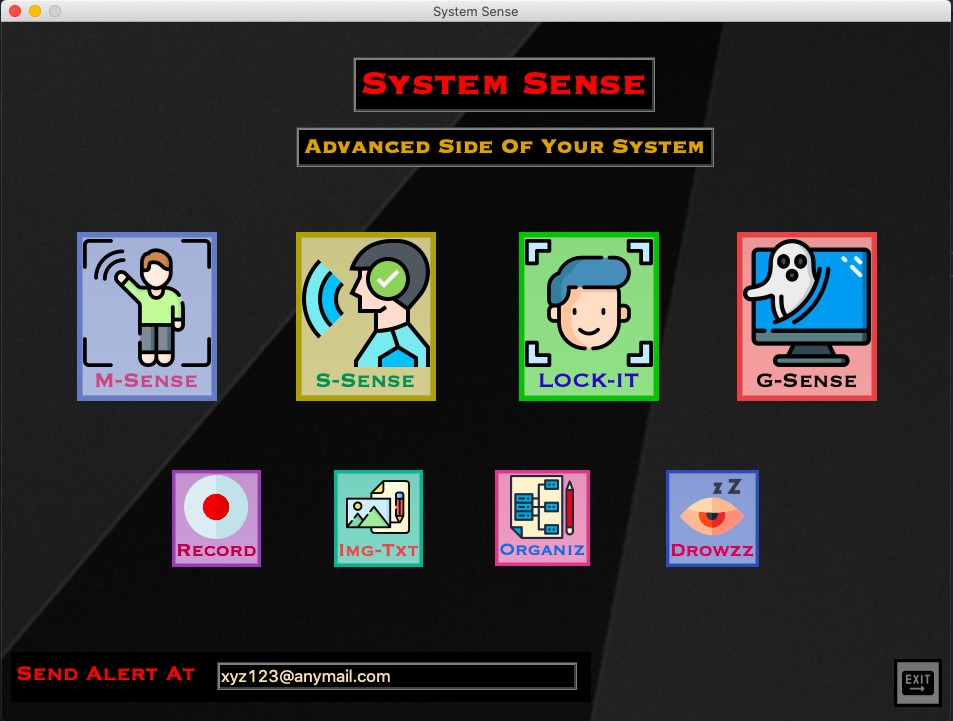 System Sense
System Sense
Advanced Side Of Your System
M-Sense
S-Sense
LOCK-IT
G-Sense
Record
Img-Txt
Organiz
z Z
Drowzz
Send Alert At
xyz123@anymail.com
EXIT